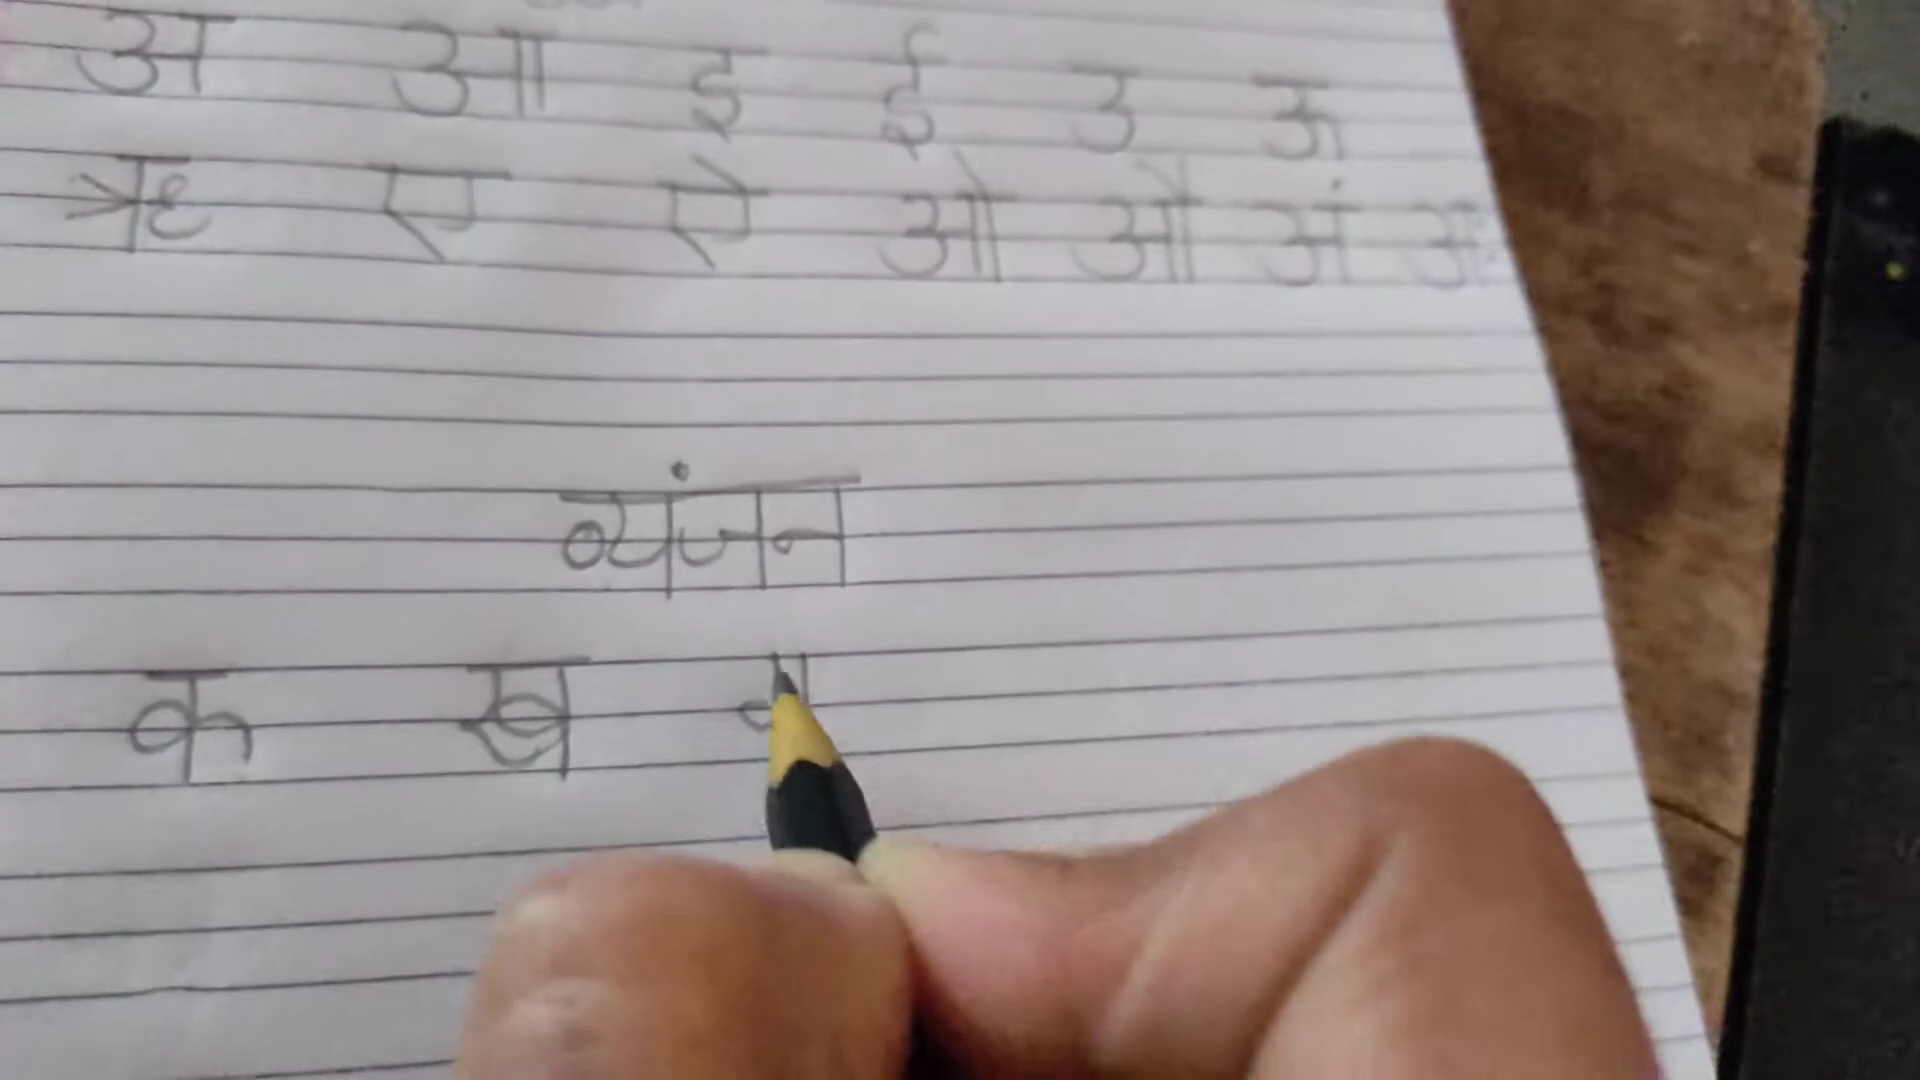 अ आ इ ई उ ऊ
ऋ ए ऐ ओ औ अं अः
व्यंजन
क ख ग